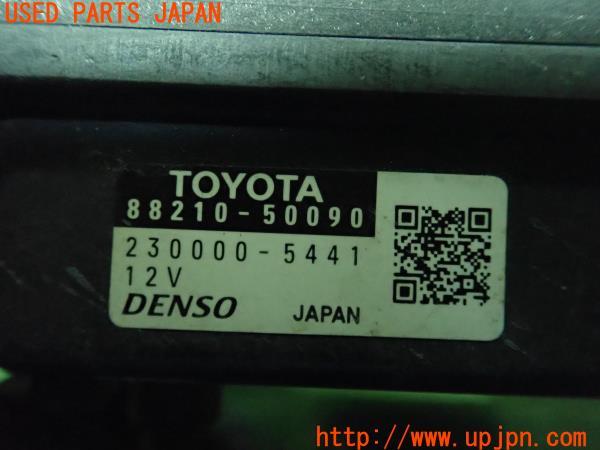 USED PARTS JAPAN
TOYOTA
88210-50090
230000-5441
12V
DENSO JAPAN
http://www.upjpn.com